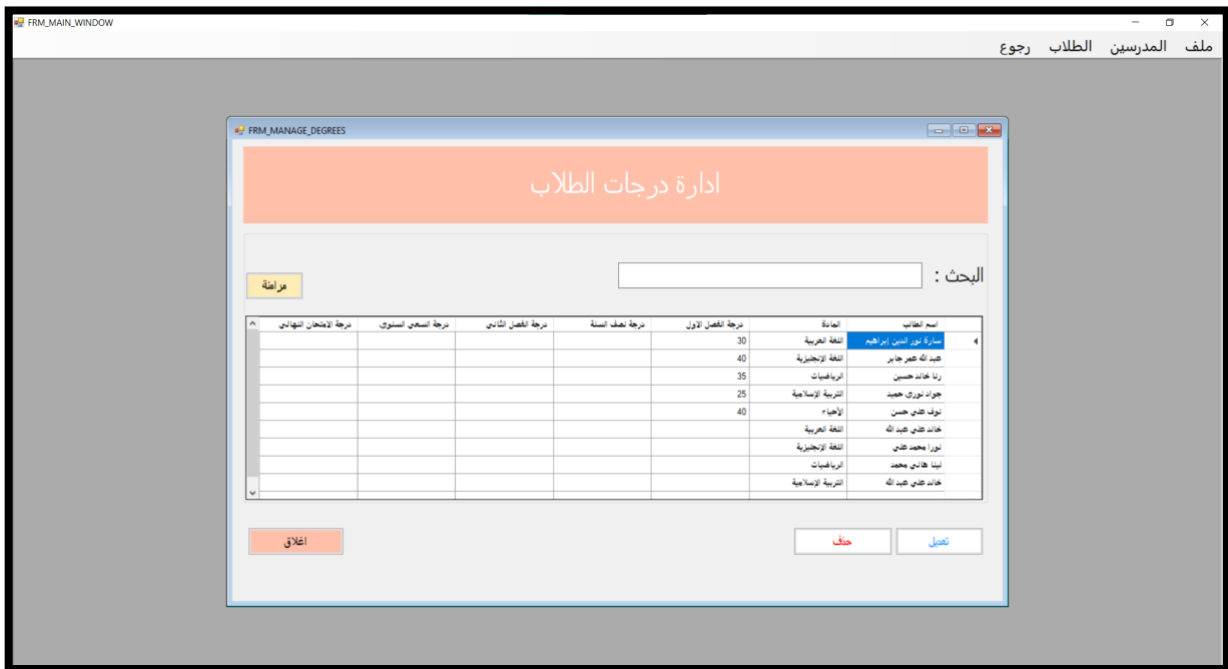 FRM_MAIN_WINDOW
ملف المدرسين الطلاب رجوع
FRM_MANAGE_DEGREES
ادارة درجات الطلاب
البحث :
مزامنة
اسم الطالب المادة درجة الفصل الاول درجة نصف السنة درجة الفصل الثاني درجة السعي السنوي درجة الامتحان النهائي
سارة نور الدين إبراهيم اللغة العربية 30
عبد الله عمر جابر اللغة الإنجليزية 40
رنا خالد حسين الرياضيات 35
جواد نوري حميد التربية الإسلامية 25
نوف علي حسن الأحياء 40
خالد علي عبد الله اللغة العربية
نورا محمد علي اللغة الإنجليزية
لينا هاني محمد الرياضيات
خالد علي عبد الله التربية الإسلامية
تعديل حذف اغلاق